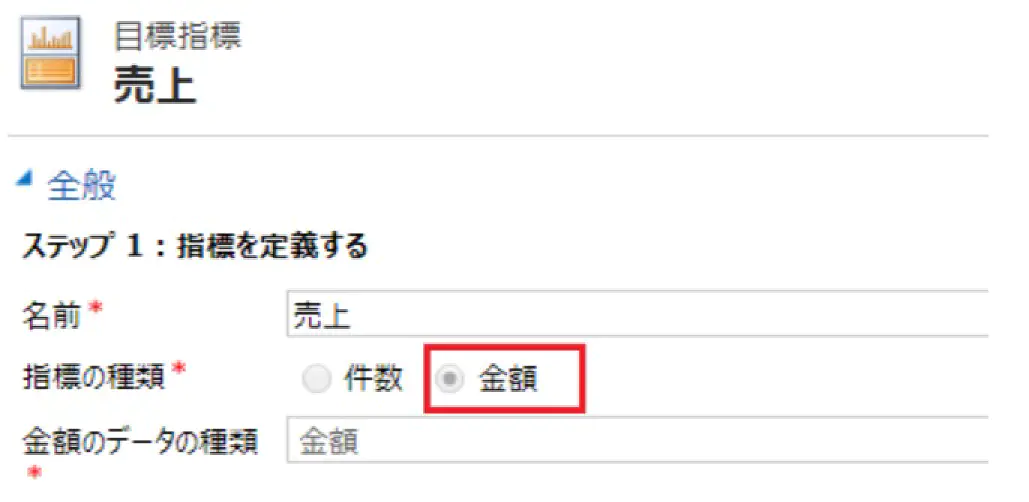 目標指標
売上
全般
ステップ 1 : 指標を定義する
名前 * 売上
指標の種類 * 件数 金額
金額のデータの種類 * 金額